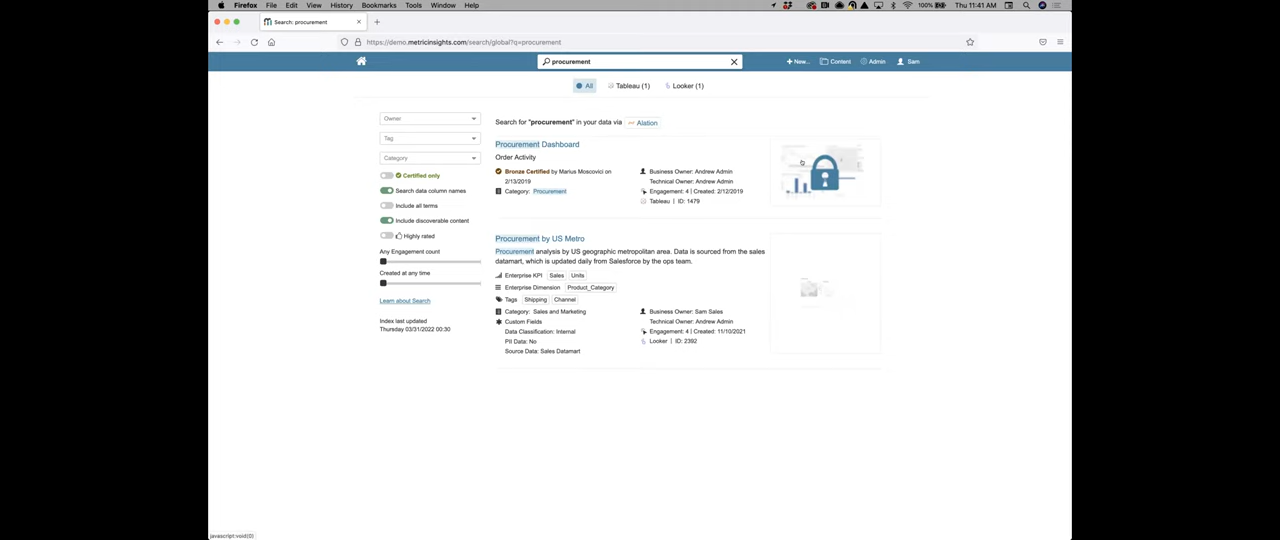 Firefox File Edit View History Bookmarks Tools Window Help 100% Thu 11:41 AM
Search: procurement
https://demo.metricinsights.com/search/global?q=procurement
procurement
New... Content Admin Sam
All Tableau (1) Looker (1)
Owner
Tag
Category
Certified only
Search data column names
Include all terms
Include discoverable content
Highly rated
Any Engagement count
Created at any time
Learn about Search
Index last updated
Thursday 03/31/2022 00:30
Search for "procurement" in your data via Alation
Procurement Dashboard
Order Activity
Bronze Certified by Marius Moscovici on
2/13/2019
Category: Procurement
Business Owner: Andrew Admin
Technical Owner: Andrew Admin
Engagement: 4 | Created: 2/12/2019
Tableau | ID: 1479
Procurement by US Metro
Procurement analysis by US geographic metropolitan area. Data is sourced from the sales
datamart, which is updated daily from Salesforce by the ops team.
Enterprise KPI Sales Units
Enterprise Dimension Product_Category
Tags Shipping Channel
Category: Sales and Marketing
Custom Fields
Data Classification: Internal
PII Data: No
Source Data: Sales Datamart
Business Owner: Sam Sales
Technical Owner: Andrew Admin
Engagement: 4 | Created: 11/10/2021
Looker | ID: 2392
javascript:void(0)